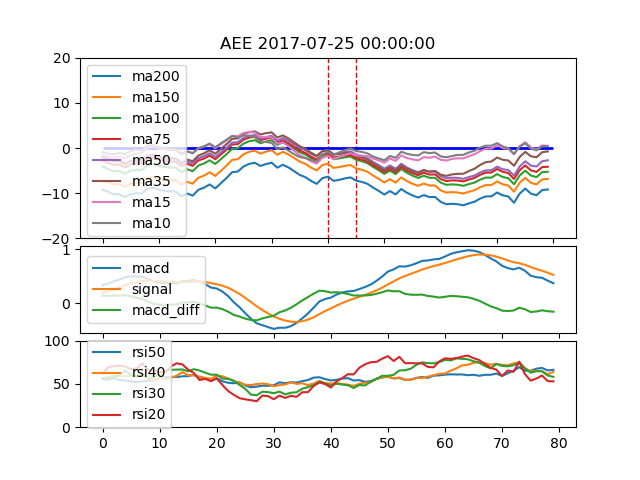 AEE 2017-07-25 00:00:00
20
10
0
−10
−20
ma200
ma150
ma100
ma75
ma50
ma35
ma15
ma10
1
0
macd
signal
macd_diff
100
50
0
rsi50
rsi40
rsi30
rsi20
0 10 20 30 40 50 60 70 80